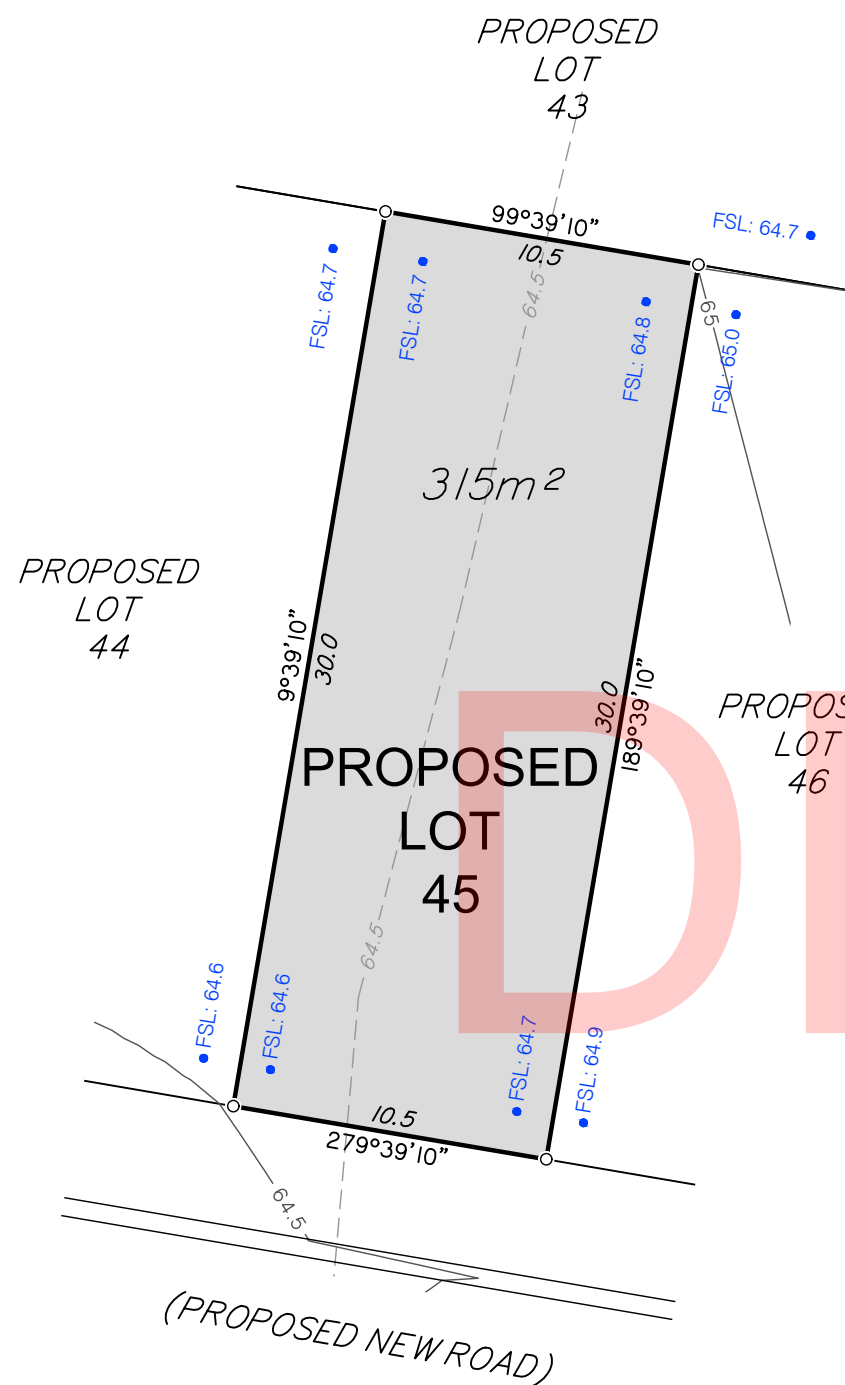 PROPOSED
LOT
43
99°39'10"
10.5
FSL: 64.7
FSL: 64.7
FSL: 64.7
64.5
FSL: 64.8
65
FSL: 65.0
315m²
PROPOSED
LOT
44
9°39'10"
30.0
30.0
189°39'10"
PROPOS
LOT
46
PROPOSED
LOT
45
64.5
FSL: 64.6
FSL: 64.6
FSL: 64.7
FSL: 64.9
10.5
279°39'10"
64.5
(PROPOSED NEW ROAD)